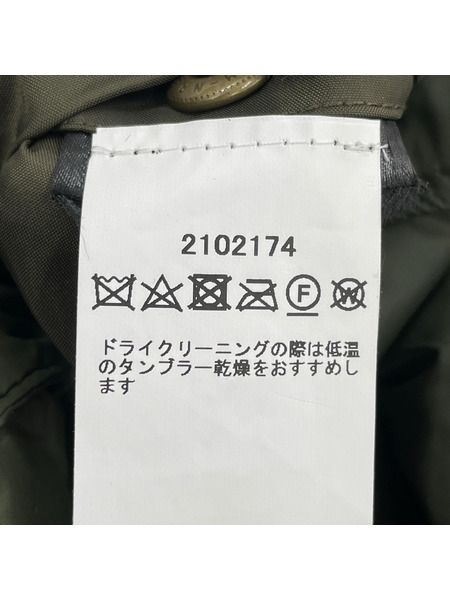 2102174
F W
ドライクリーニングの際は低温
のタンブラー乾燥をおすすめし
ます